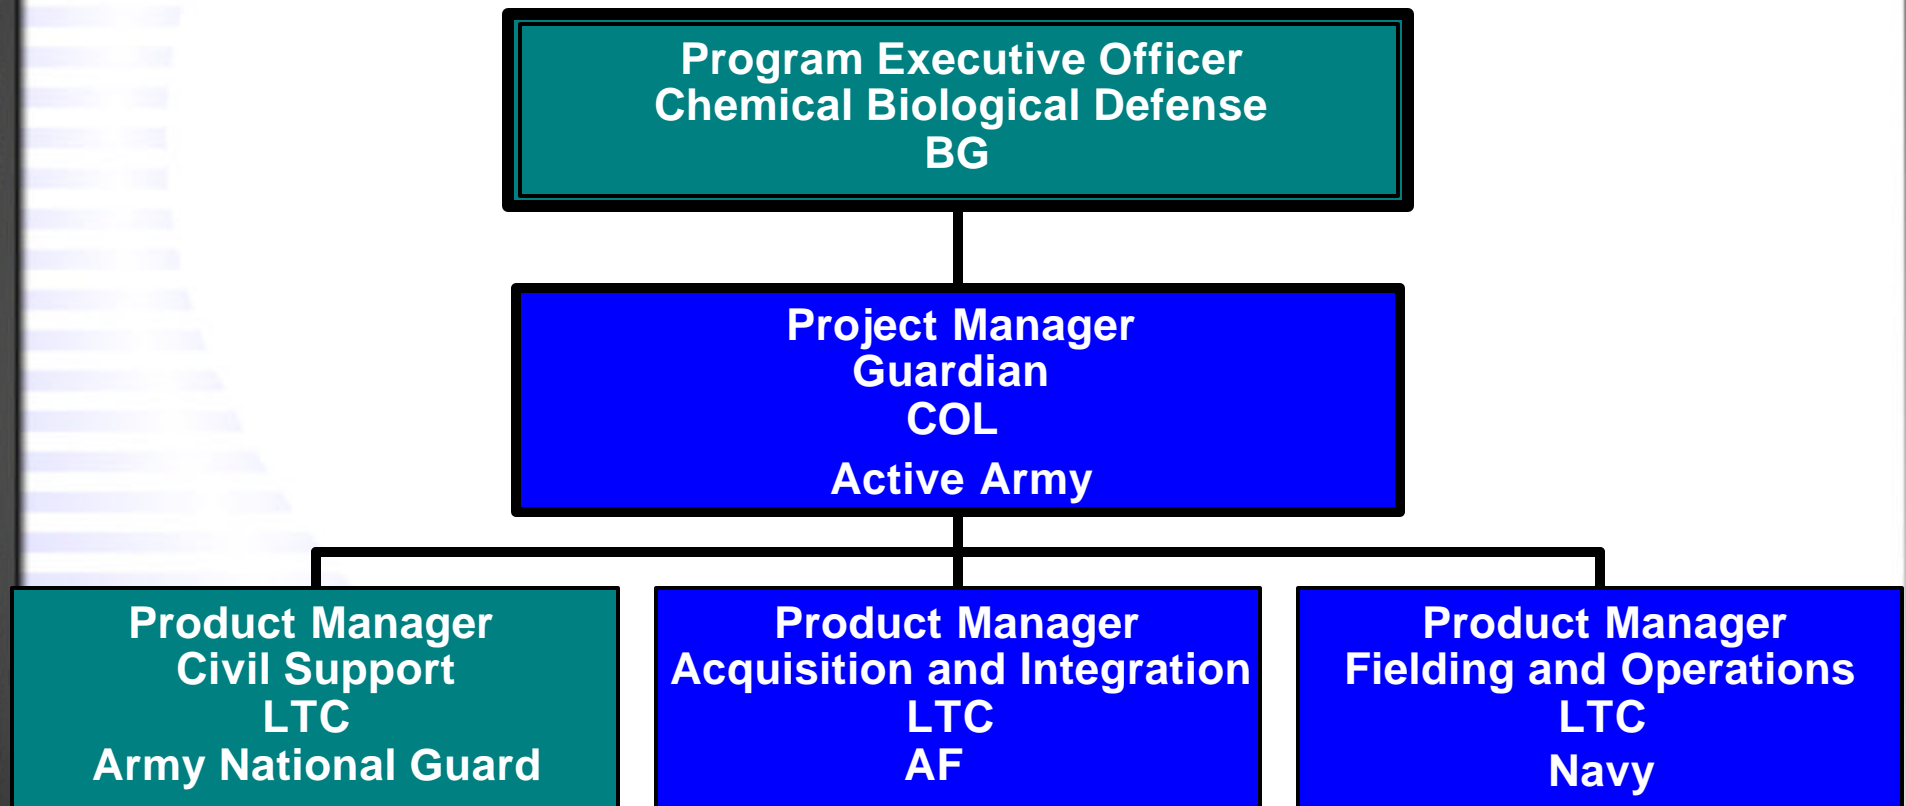 Program Executive Officer
Chemical Biological Defense
BG
Project Manager
Guardian
COL
Active Army
Product Manager
Civil Support
LTC
Army National Guard
Product Manager
Acquisition and Integration
LTC
AF
Product Manager
Fielding and Operations
LTC
Navy